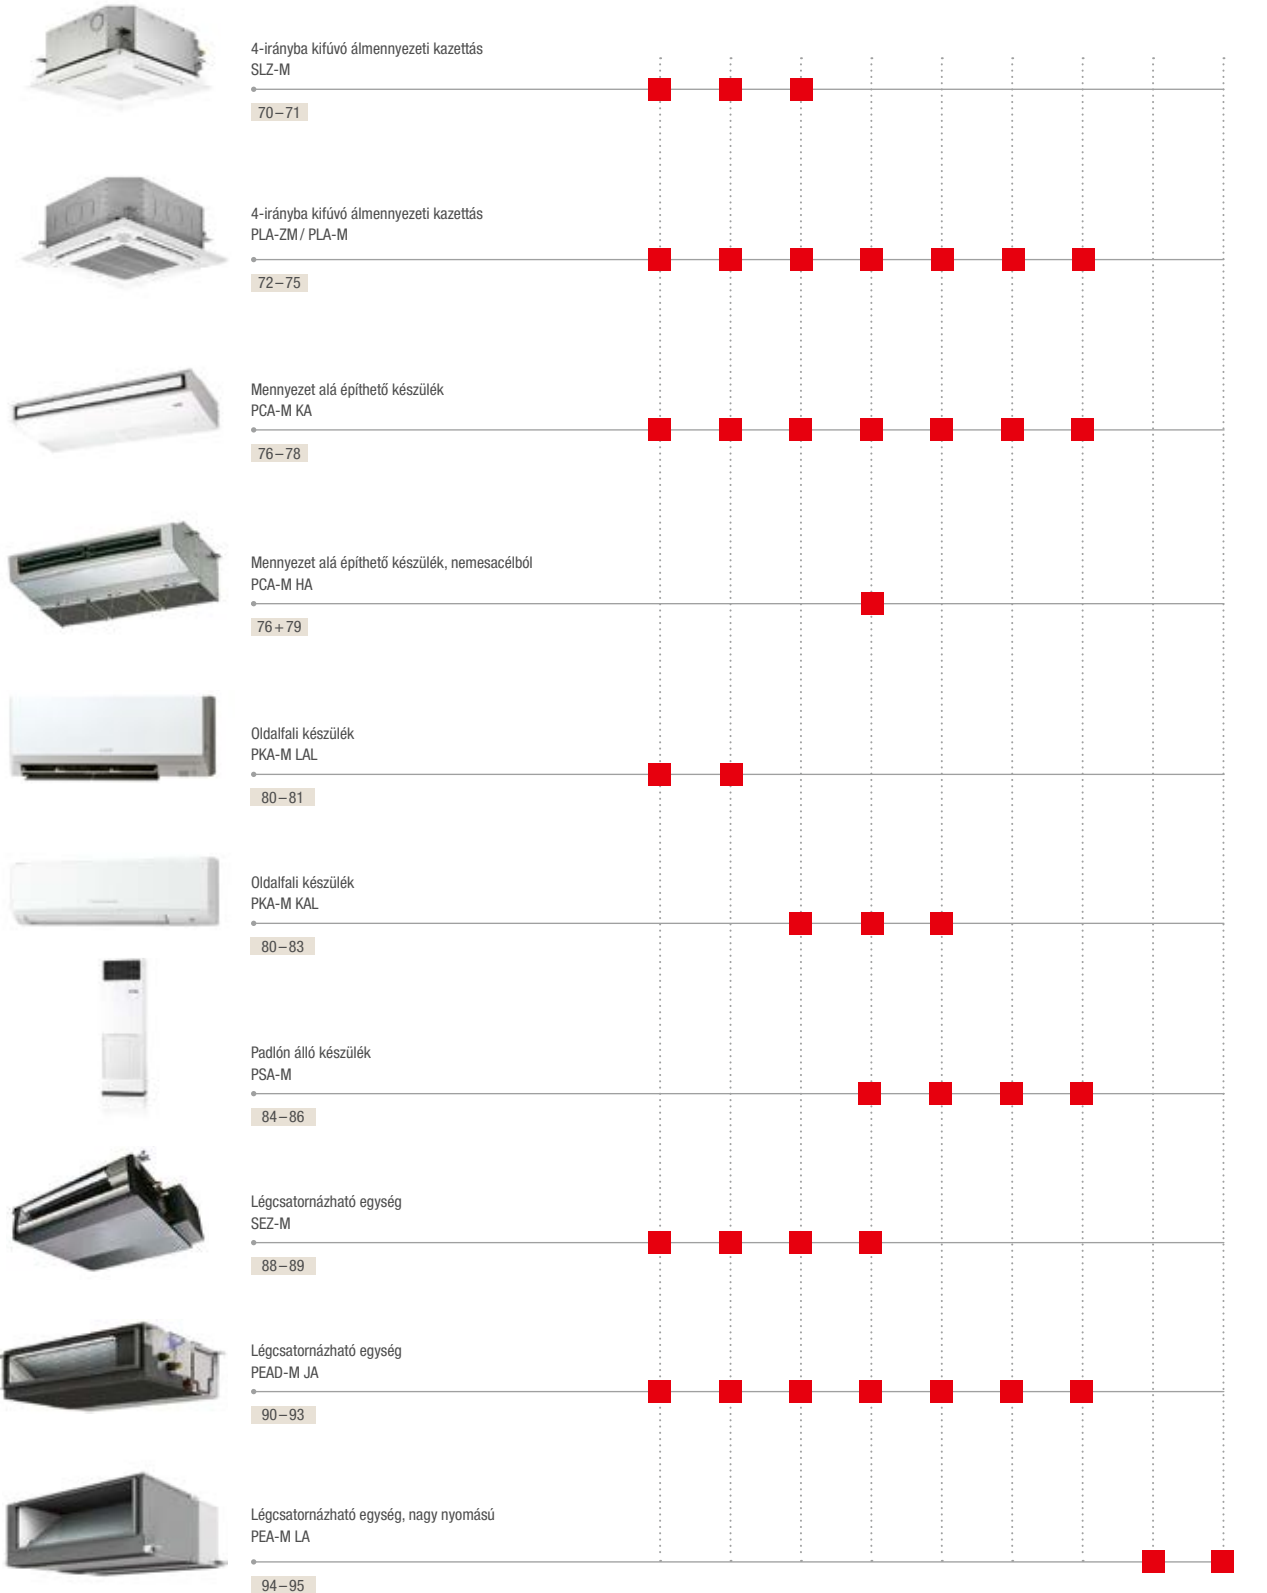 4-irányba kifúvó álmennyezeti kazettás
SLZ-M
70–71
4-irányba kifúvó álmennyezeti kazettás
PLA-ZM / PLA-M
72–75
Mennyezet alá építhető készülék
PCA-M KA
76–78
Mennyezet alá építhető készülék, nemesacélból
PCA-M HA
76+79
Oldalfali készülék
PKA-M LAL
80–81
Oldalfali készülék
PKA-M KAL
80–83
Padlón álló készülék
PSA-M
84–86
Légcsatornázható egység
SEZ-M
88–89
Légcsatornázható egység
PEAD-M JA
90–93
Légcsatornázható egység, nagy nyomású
PEA-M LA
94–95